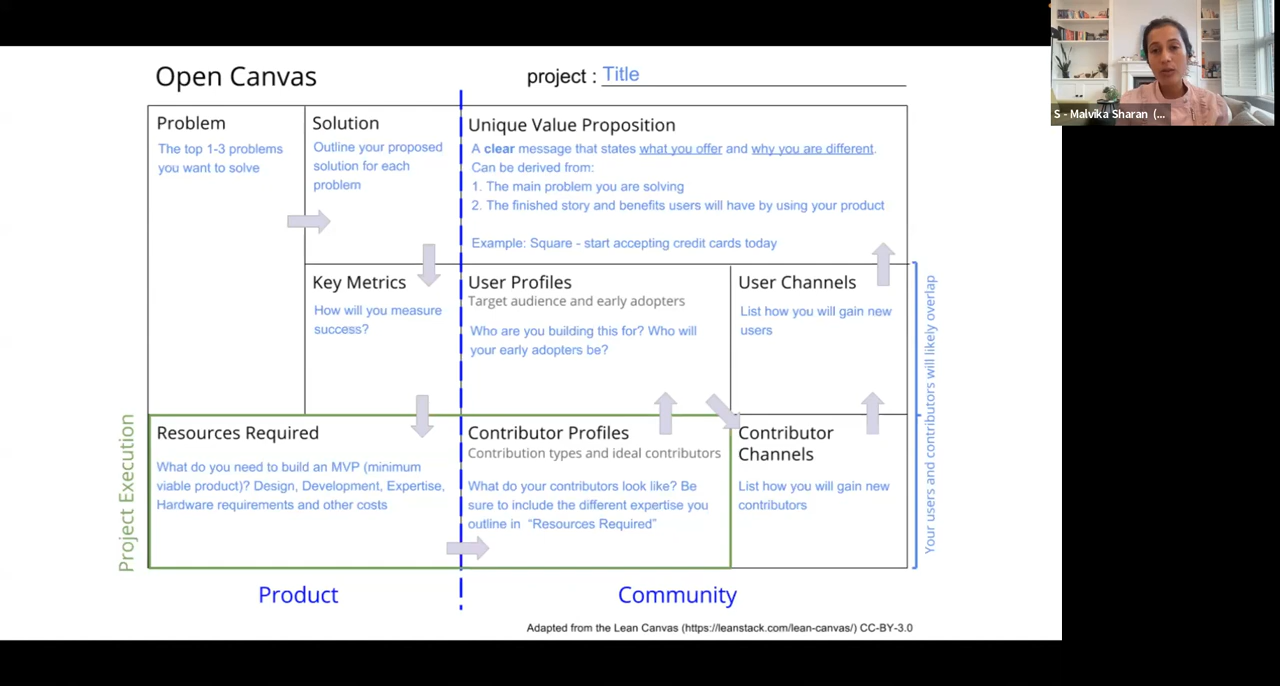 Open Canvas
project : Title
Problem
The top 1-3 problems
you want to solve
Solution
Outline your proposed
solution for each
problem
Unique Value Proposition
A clear message that states what you offer and why you are different.
Can be derived from:
1. The main problem you are solving
2. The finished story and benefits users will have by using your product
Example: Square - start accepting credit cards today
Key Metrics
How will you measure
success?
User Profiles
Target audience and early adopters
Who are you building this for? Who will
your early adopters be?
User Channels
List how you will gain new
users
Resources Required
What do you need to build an MVP (minimum
viable product)? Design, Development, Expertise,
Hardware requirements and other costs
Contributor Profiles
Contribution types and ideal contributors
What do your contributors look like? Be
sure to include the different expertise you
outline in “Resources Required”
Contributor
Channels
List how you will gain new
contributors
Project Execution
Your users and contributors will likely overlap
Product
Community
Adapted from the Lean Canvas (https://leanstack.com/lean-canvas/) CC-BY-3.0
S - Malvika Sharan (...